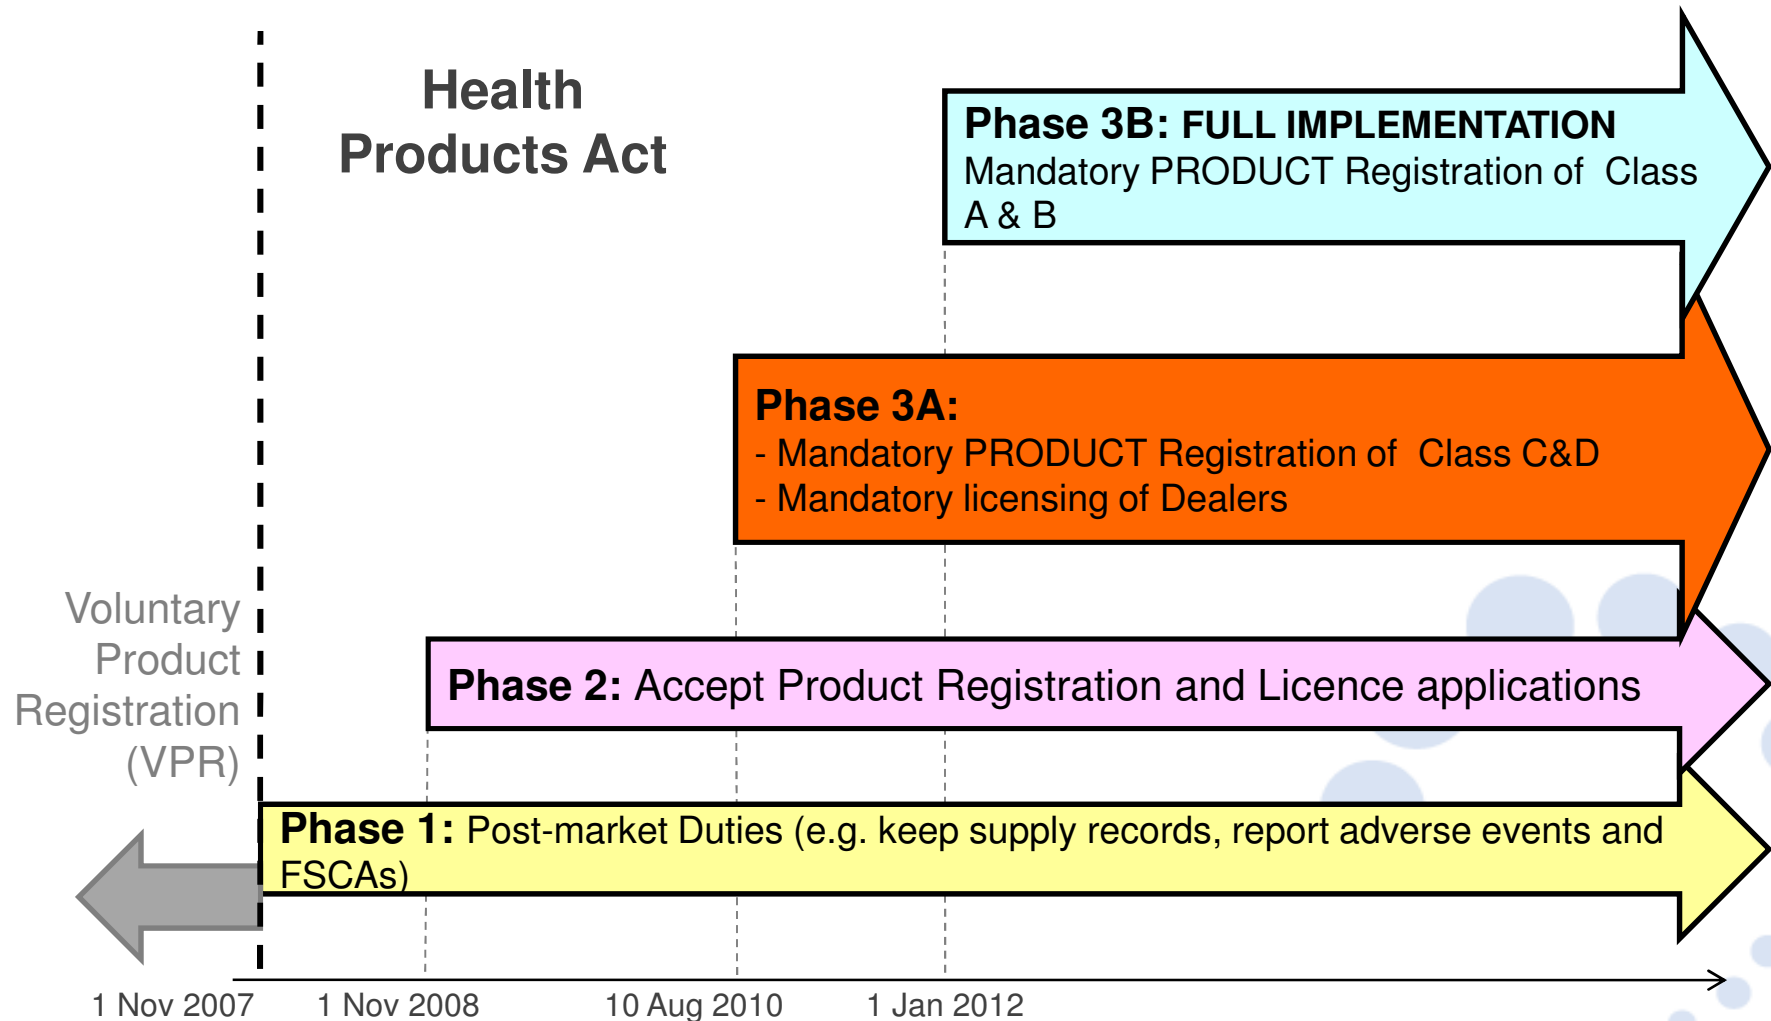 Health
Products Act
Phase 3B: FULL IMPLEMENTATION
Mandatory PRODUCT Registration of Class
A & B
Phase 3A:
- Mandatory PRODUCT Registration of Class C&D
- Mandatory licensing of Dealers
Voluntary
Product
Registration
(VPR)
Phase 2: Accept Product Registration and Licence applications
Phase 1: Post-market Duties (e.g. keep supply records, report adverse events and
FSCAs)
1 Nov 2007 1 Nov 2008 10 Aug 2010 1 Jan 2012